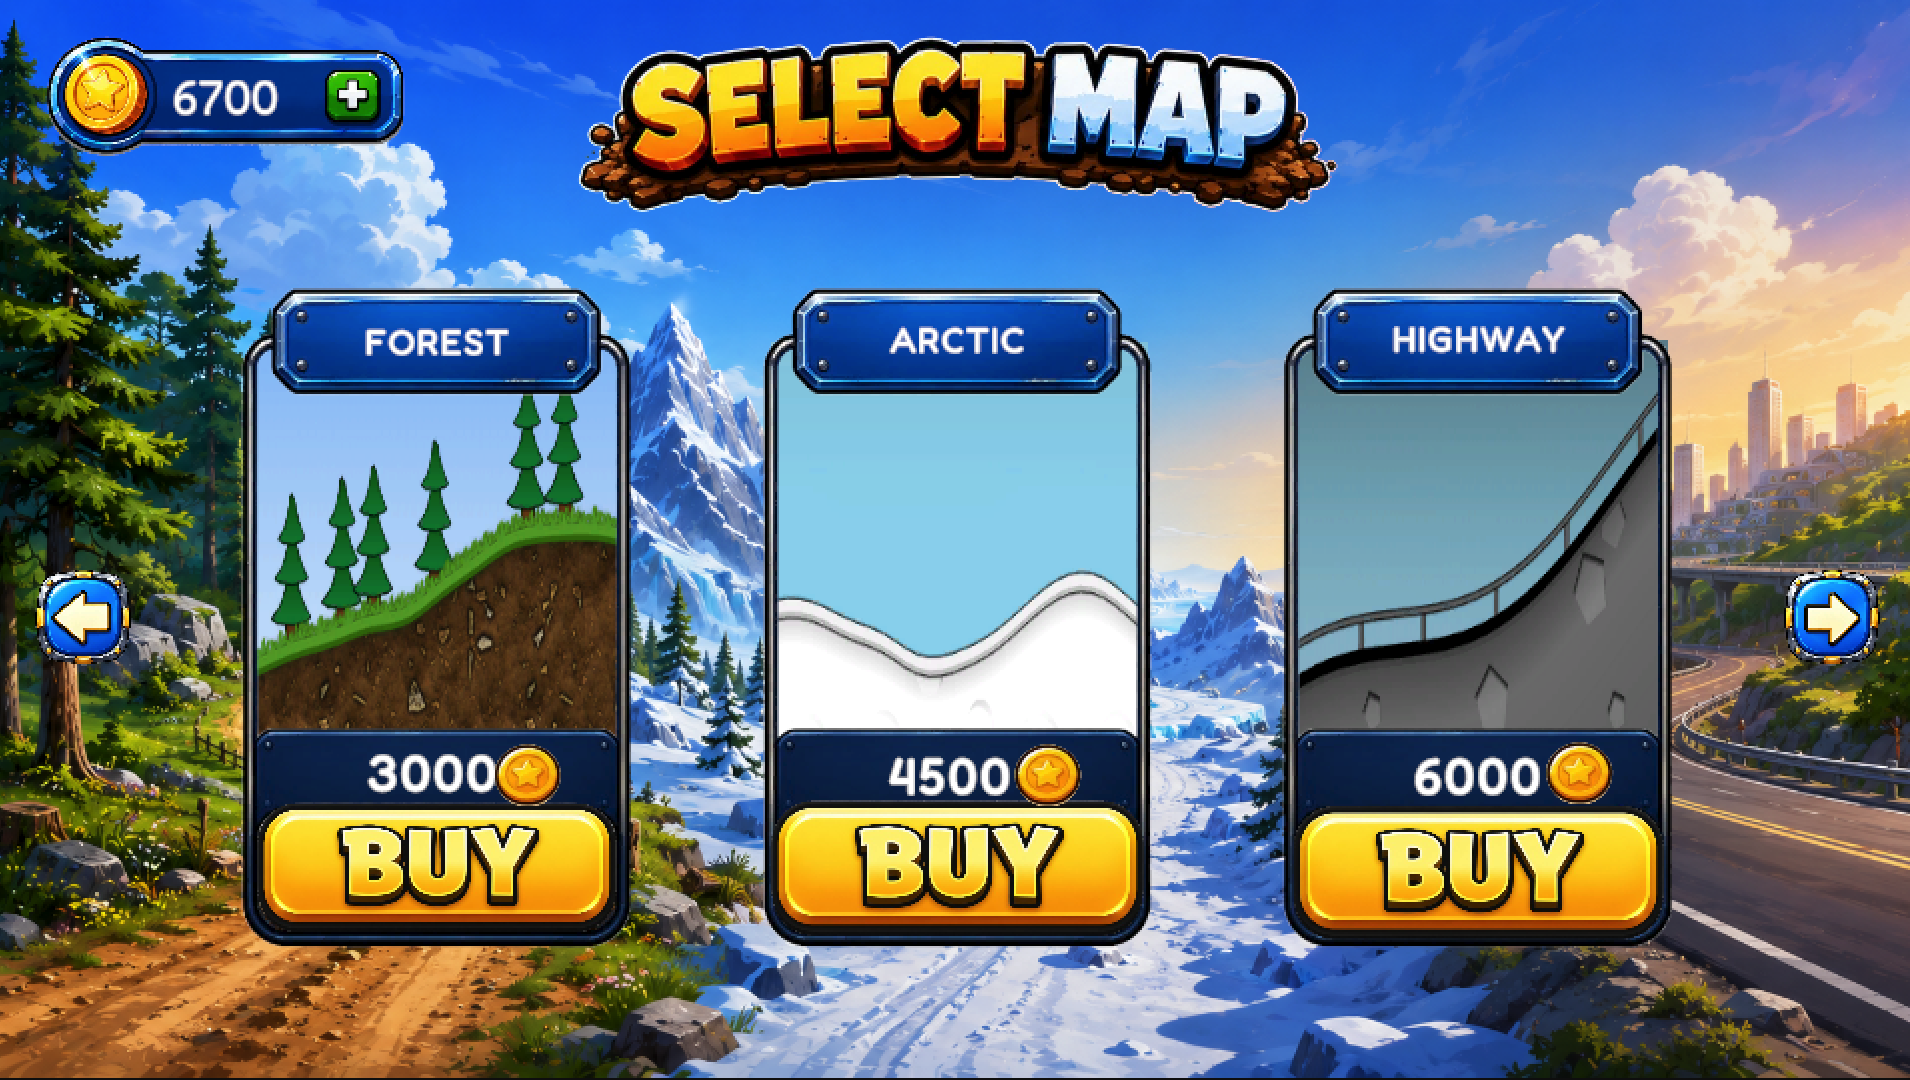 6700
SELECT MAP
FOREST
ARCTIC
HIGHWAY
3000
4500
6000
BUY
BUY
BUY